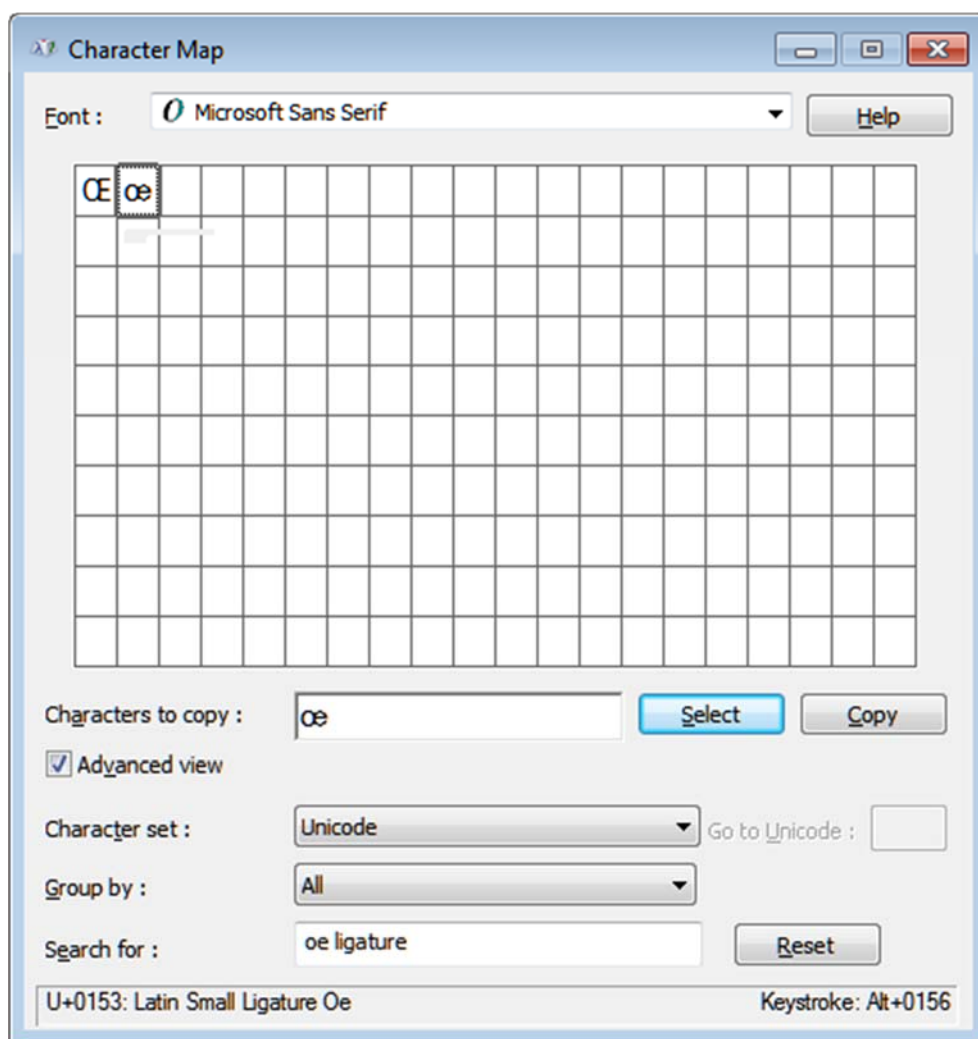 Character Map
Font : O Microsoft Sans Serif Help
Œ œ
Characters to copy : œ Select Copy
Advanced view
Character set : Unicode Go to Unicode :
Group by : All
Search for : oe ligature Reset
U+0153: Latin Small Ligature Oe Keystroke: Alt+0156